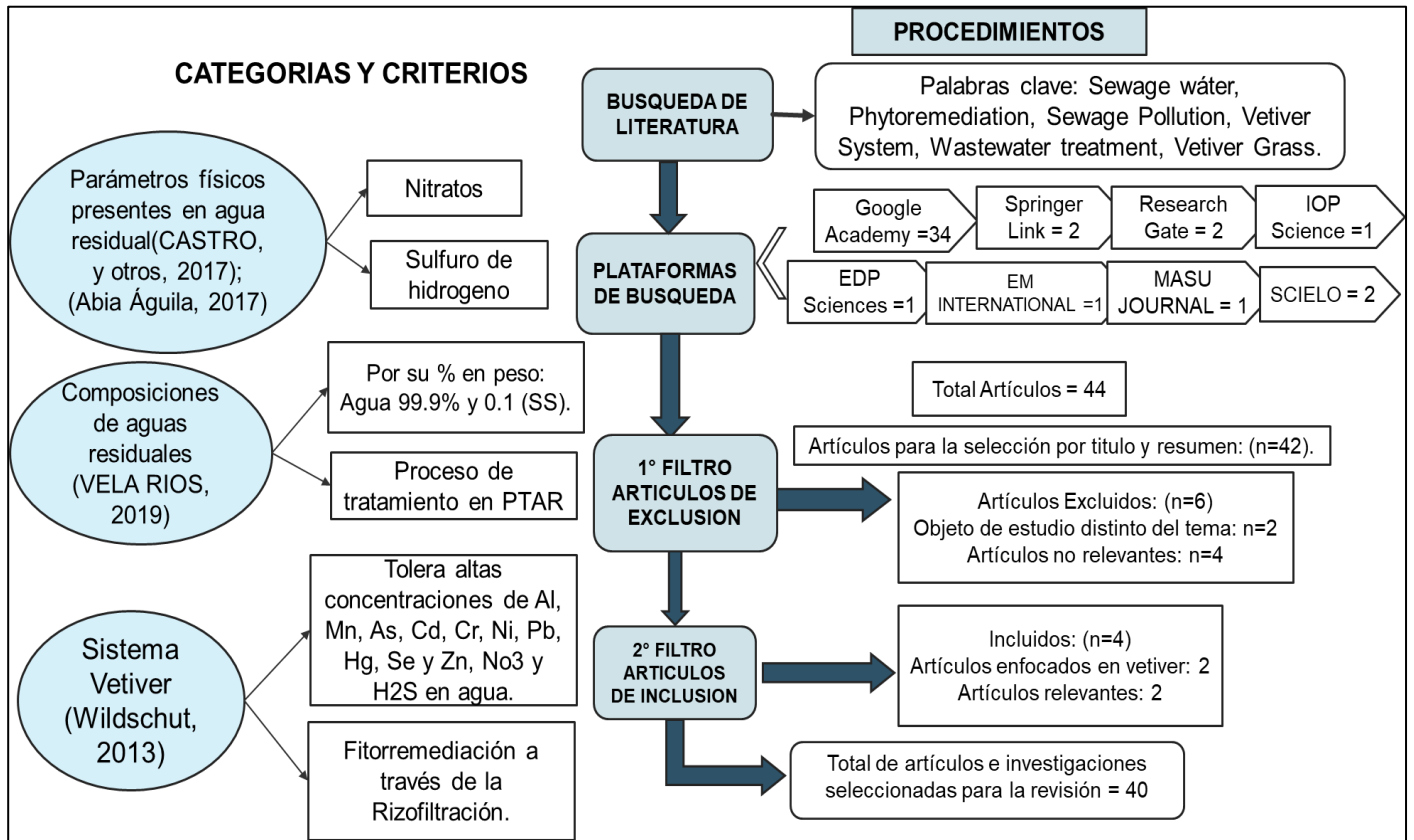 PROCEDIMIENTOS
CATEGORIAS Y CRITERIOS
BUSQUEDA DE
LITERATURA
Palabras clave: Sewage wáter,
Phytoremediation, Sewage Pollution, Vetiver
System, Wastewater treatment, Vetiver Grass.
Parámetros físicos
presentes en agua
residual(CASTRO,
y otros, 2017);
(Abia Águila, 2017)
Nitratos
Sulfuro de
hidrogeno
PLATAFORMAS
DE BUSQUEDA
Google
Academy =34
Springer
Link = 2
Research
Gate = 2
IOP
Science =1
EDP
Sciences =1
EM
INTERNATIONAL =1
MASU
JOURNAL = 1
SCIELO = 2
Composiciones
de aguas
residuales
(VELA RIOS,
2019)
Por su % en peso:
Agua 99.9% y 0.1 (SS).
Proceso de
tratamiento en PTAR
Total Artículos = 44
Artículos para la selección por titulo y resumen: (n=42).
1° FILTRO
ARTICULOS DE
EXCLUSION
Artículos Excluidos: (n=6)
Objeto de estudio distinto del tema: n=2
Artículos no relevantes: n=4
Sistema
Vetiver
(Wildschut,
2013)
Tolera altas
concentraciones de Al,
Mn, As, Cd, Cr, Ni, Pb,
Hg, Se y Zn, No3 y
H2S en agua.
Fitorremediación a
través de la
Rizofiltración.
2° FILTRO
ARTICULOS
DE INCLUSION
Incluidos: (n=4)
Artículos enfocados en vetiver: 2
Artículos relevantes: 2
Total de artículos e investigaciones
seleccionadas para la revisión = 40